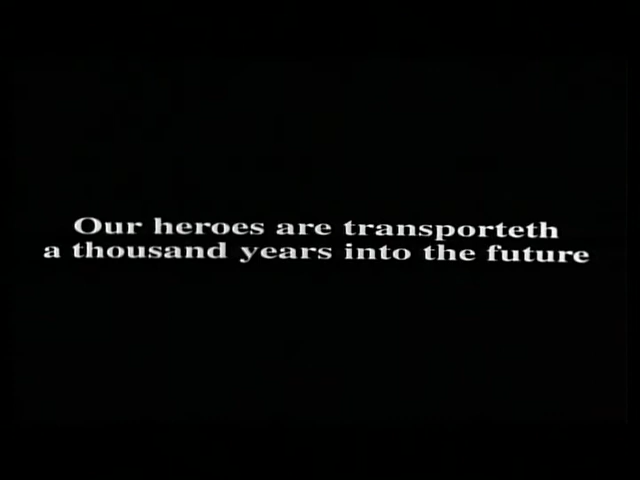 Our heroes are transporteth
a thousand years into the future